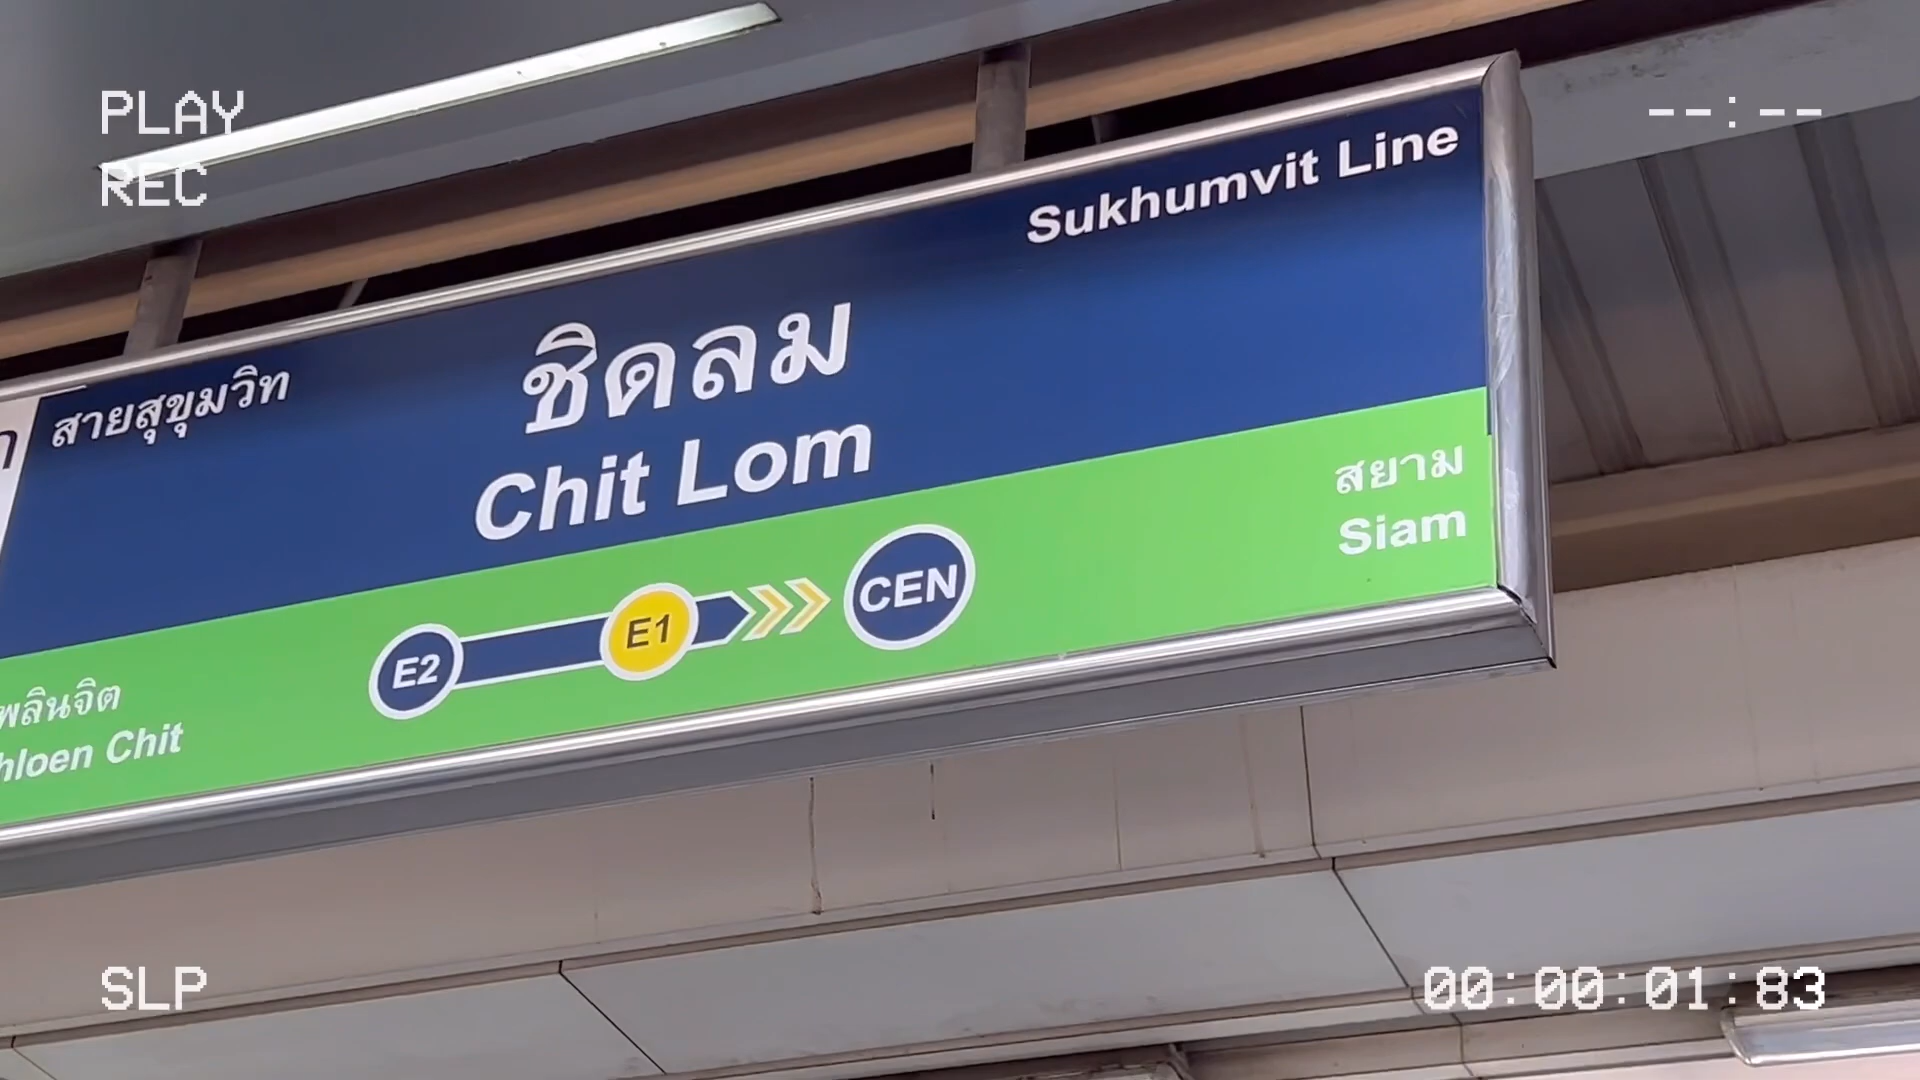 PLAY
--:--
REC
Sukhumvit Line
สายสุขุมวิท
ชิดลม
Chit Lom
สยาม
Siam
E2
E1
CEN
พลินจิต
hloen Chit
SLP
00:00:01:83